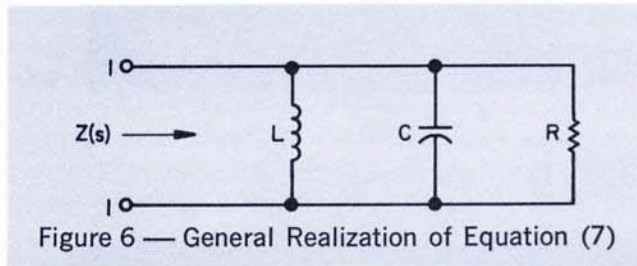 1
Z(s)
L
C
R
1
Figure 6 — General Realization of Equation (7)